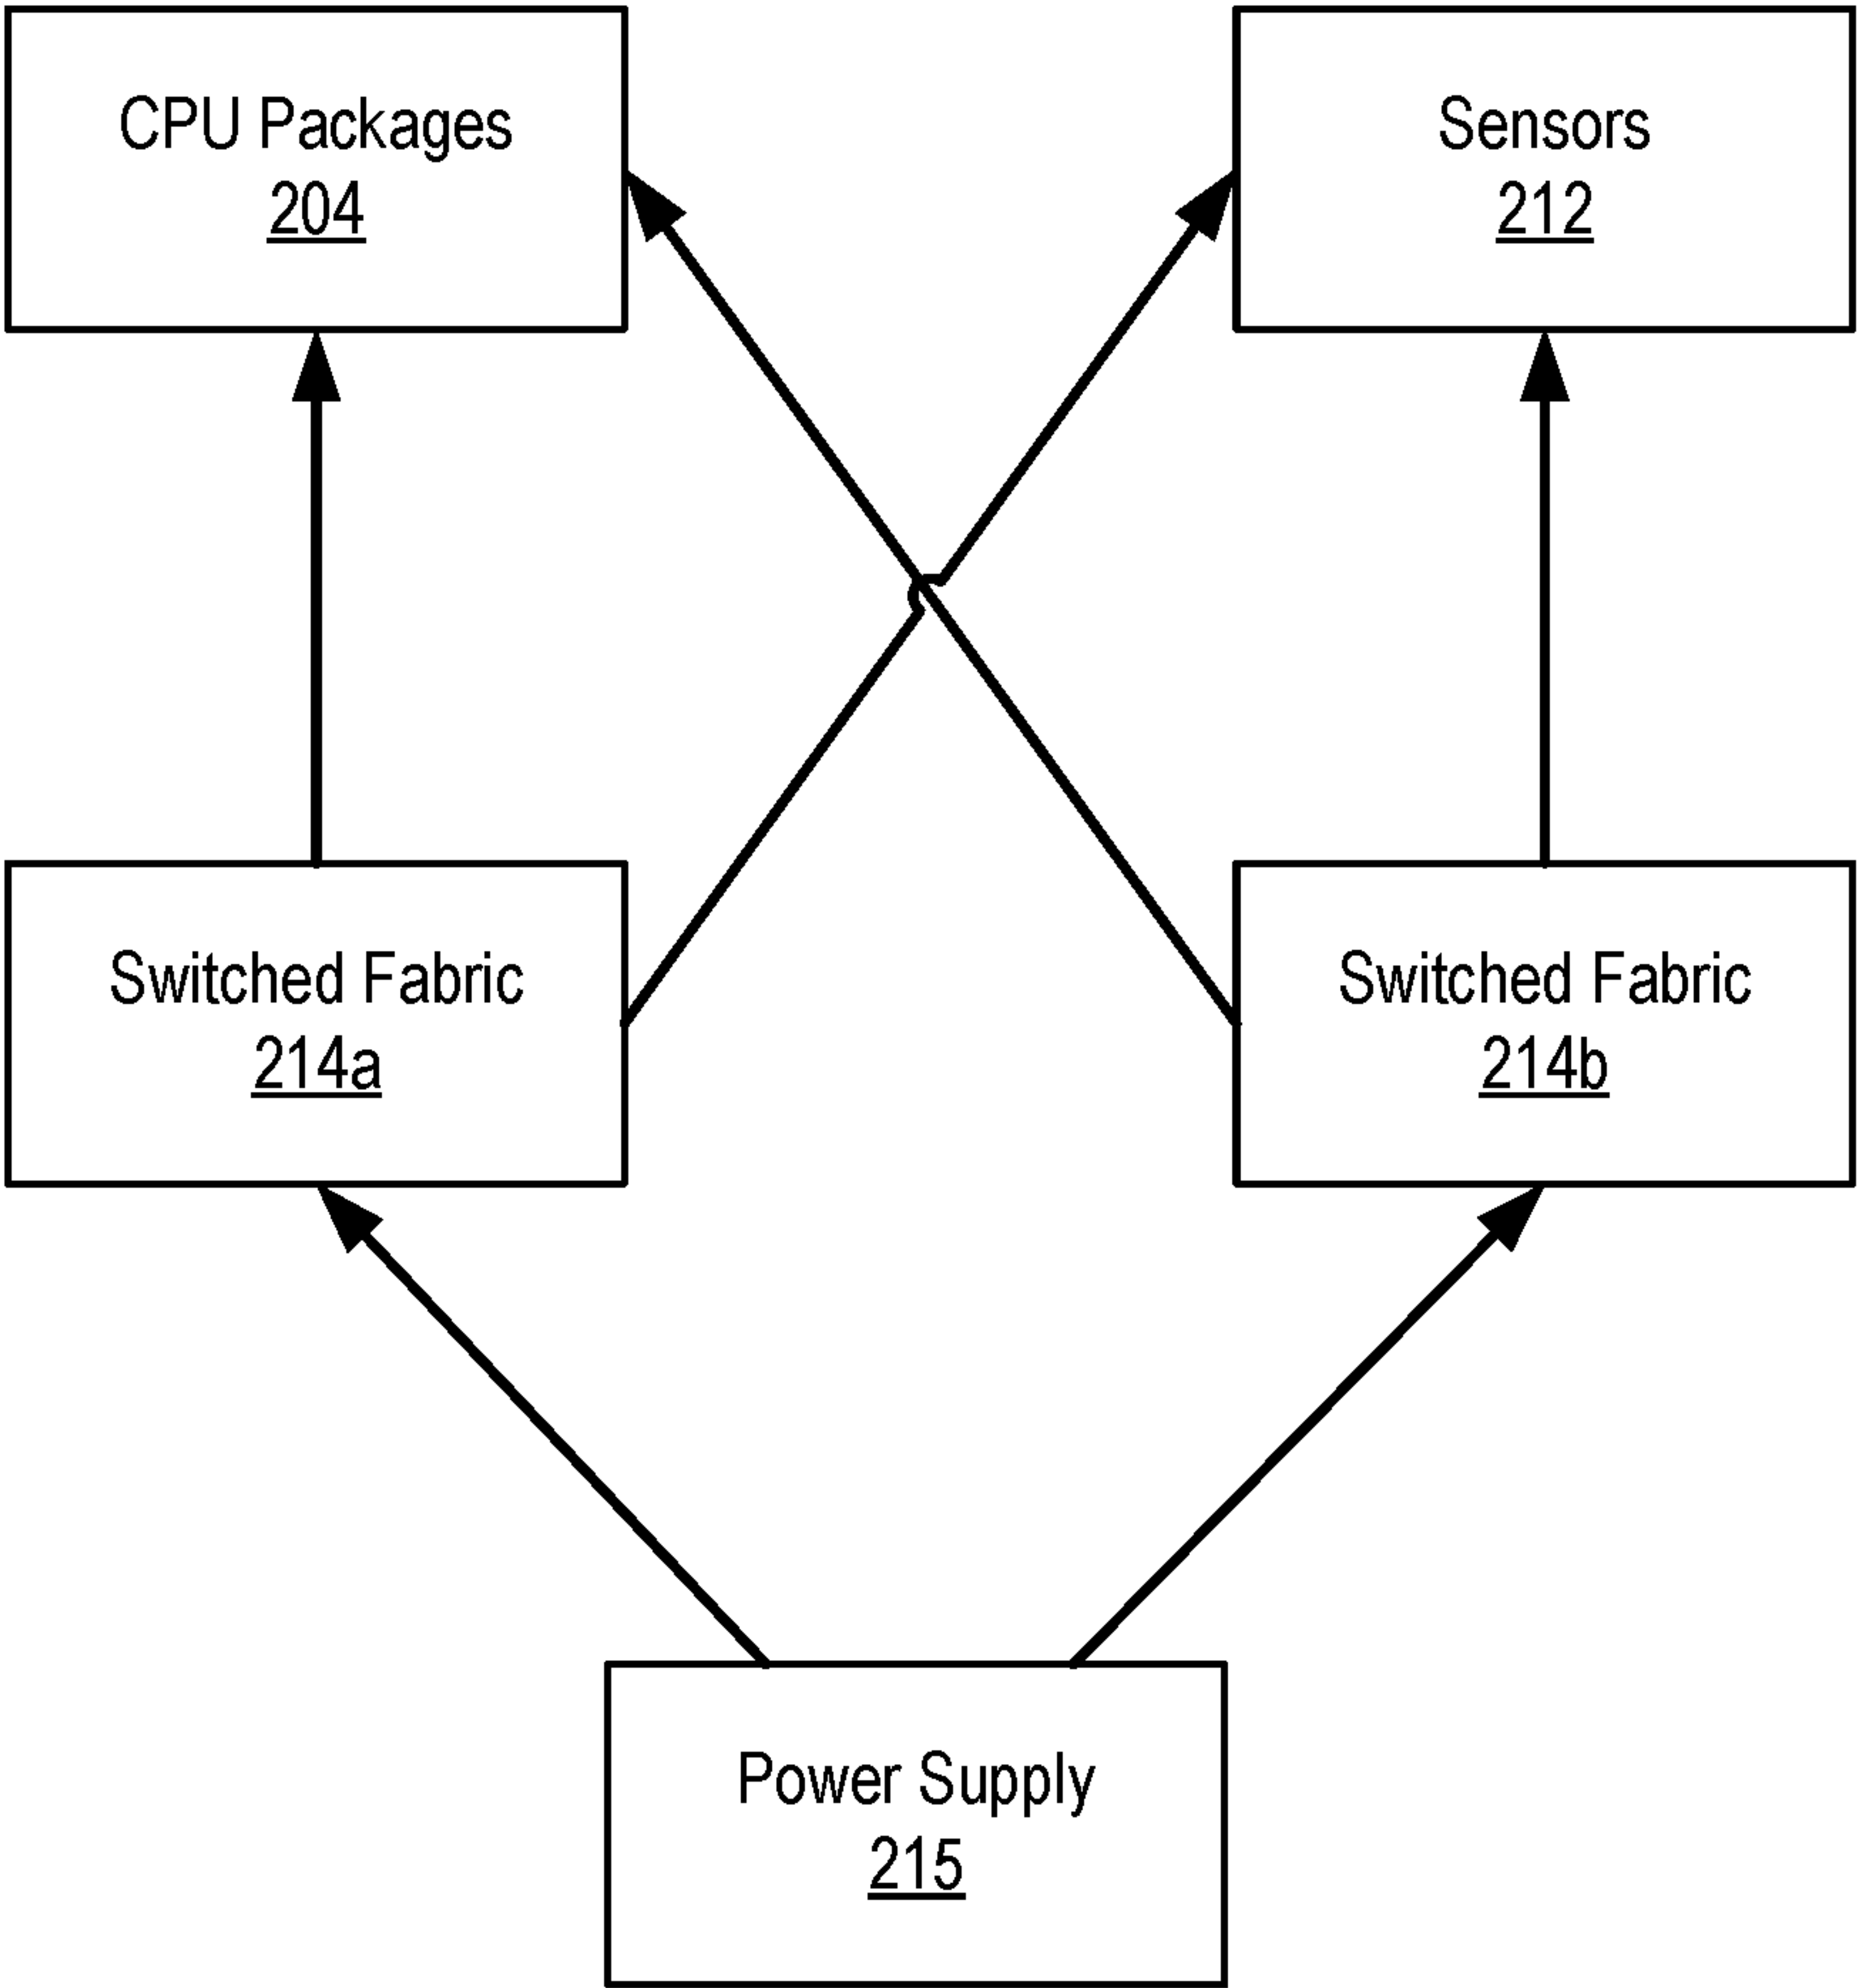 CPU Packages
204
Sensors
212
Switched Fabric
214a
Switched Fabric
214b
Power Supply
215